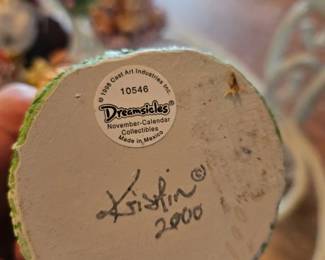 © 1998 Cast Art Industries Inc.
10546
Dreamsicles®
November-Calendar
Collectibles
Made in Mexico
Kristin ©
2000